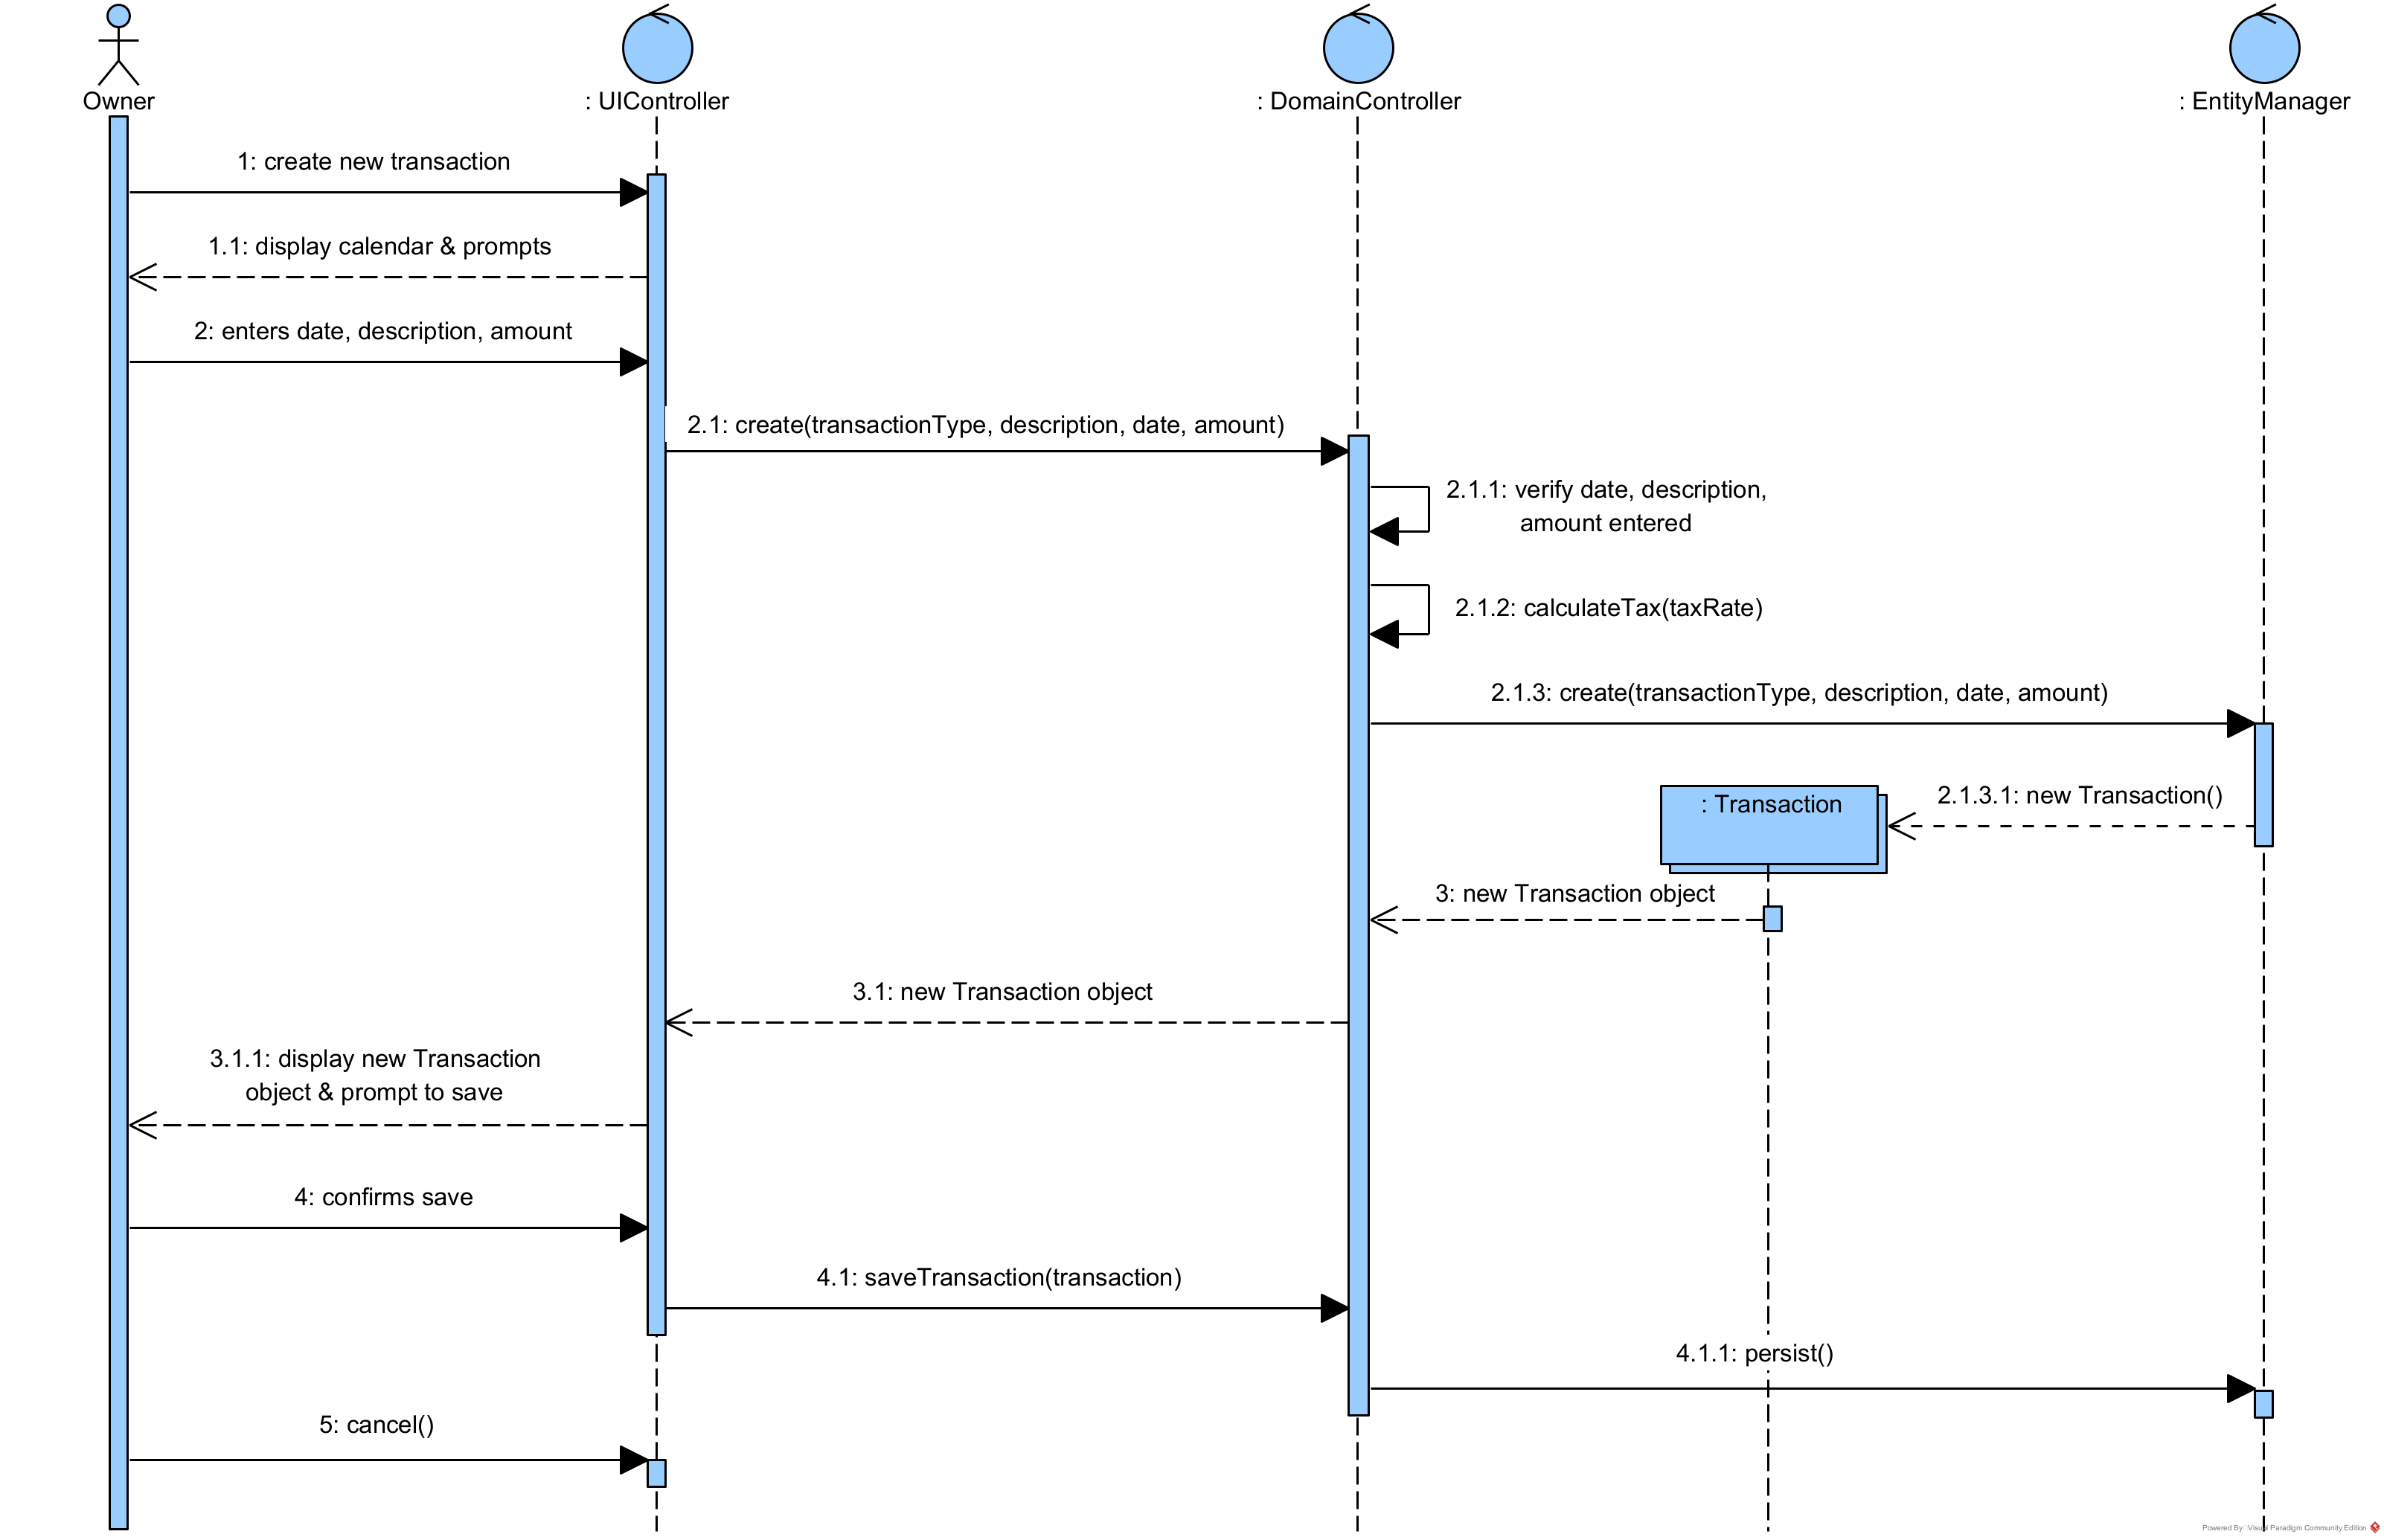 Owner
: UIController
: DomainController
: EntityManager
1: create new transaction
1.1: display calendar & prompts
2: enters date, description, amount
2.1: create(transactionType, description, date, amount)
2.1.1: verify date, description,
amount entered
2.1.2: calculateTax(taxRate)
2.1.3: create(transactionType, description, date, amount)
: Transaction
2.1.3.1: new Transaction()
3: new Transaction object
3.1: new Transaction object
3.1.1: display new Transaction
object & prompt to save
4: confirms save
4.1: saveTransaction(transaction)
4.1.1: persist()
5: cancel()
Powered By: Visual Paradigm Community Edition